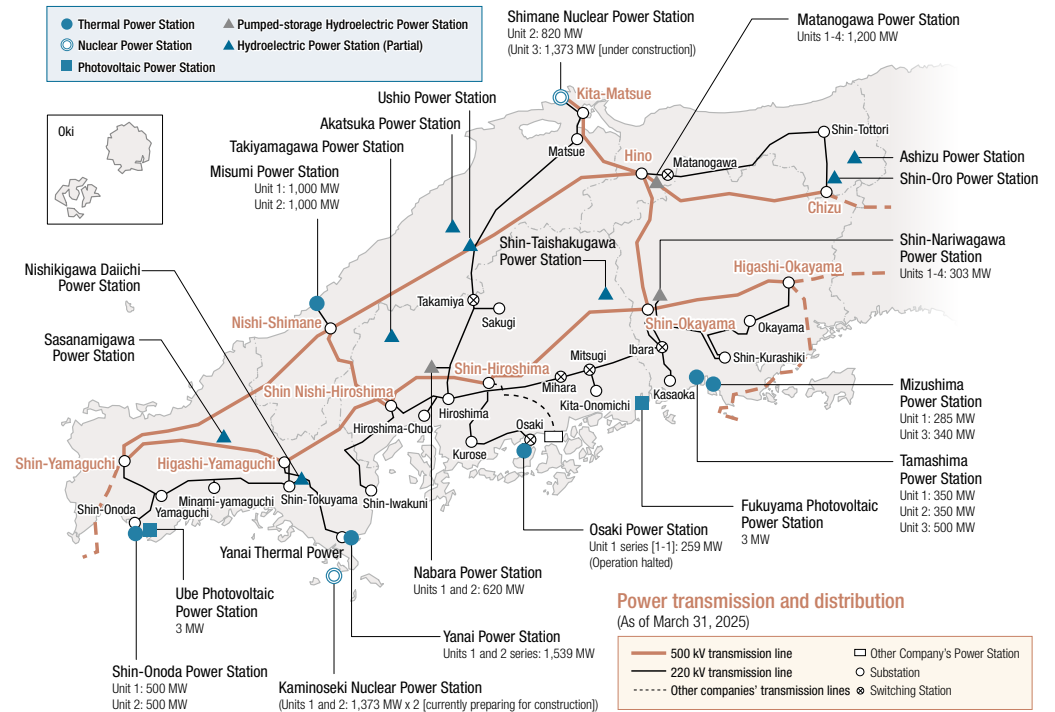 Thermal Power Station
Pumped-storage Hydroelectric Power Station
Nuclear Power Station
Hydroelectric Power Station (Partial)
Photovoltaic Power Station
Oki
Shimane Nuclear Power Station
Unit 2: 820 MW
(Unit 3: 1,373 MW [under construction])
Matanogawa Power Station
Units 1-4: 1,200 MW
Ushio Power Station
Akatsuka Power Station
Takiyamagawa Power Station
Misumi Power Station
Unit 1: 1,000 MW
Unit 2: 1,000 MW
Kita-Matsue
Matsue
Hino
Matanogawa
Shin-Tottori
Ashizu Power Station
Shin-Oro Power Station
Chizu
Shin-Taishakugawa
Power Station
Shin-Nariwagawa
Power Station
Units 1-4: 303 MW
Higashi-Okayama
Nishikigawa Daiichi
Power Station
Sasanamigawa
Power Station
Nishi-Shimane
Takamiya
Sakugi
Shin-Okayama
Okayama
Shin-Kurashiki
Ibara
Mitsugi
Shin-Hiroshima
Mihara
Kita-Onomichi
Kasaoka
Shin Nishi-Hiroshima
Hiroshima
Hiroshima-Chuo
Osaki
Kurose
Mizushima
Power Station
Unit 1: 285 MW
Unit 3: 340 MW
Tamashima
Power Station
Unit 1: 350 MW
Unit 2: 350 MW
Unit 3: 500 MW
Shin-Yamaguchi
Higashi-Yamaguchi
Shin-Onoda
Yamaguchi
Minami-yamaguchi
Shin-Tokuyama
Shin-Iwakuni
Yanai Thermal Power
Fukuyama Photovoltaic
Power Station
3 MW
Osaki Power Station
Unit 1 series [1-1]: 259 MW
(Operation halted)
Nabara Power Station
Units 1 and 2: 620 MW
Ube Photovoltaic
Power Station
3 MW
Yanai Power Station
Units 1 and 2 series: 1,539 MW
Shin-Onoda Power Station
Unit 1: 500 MW
Unit 2: 500 MW
Kaminoseki Nuclear Power Station
(Units 1 and 2: 1,373 MW x 2 [currently preparing for construction])
Power transmission and distribution
(As of March 31, 2025)
500 kV transmission line
Other Company's Power Station
220 kV transmission line
Substation
Other companies' transmission lines
Switching Station